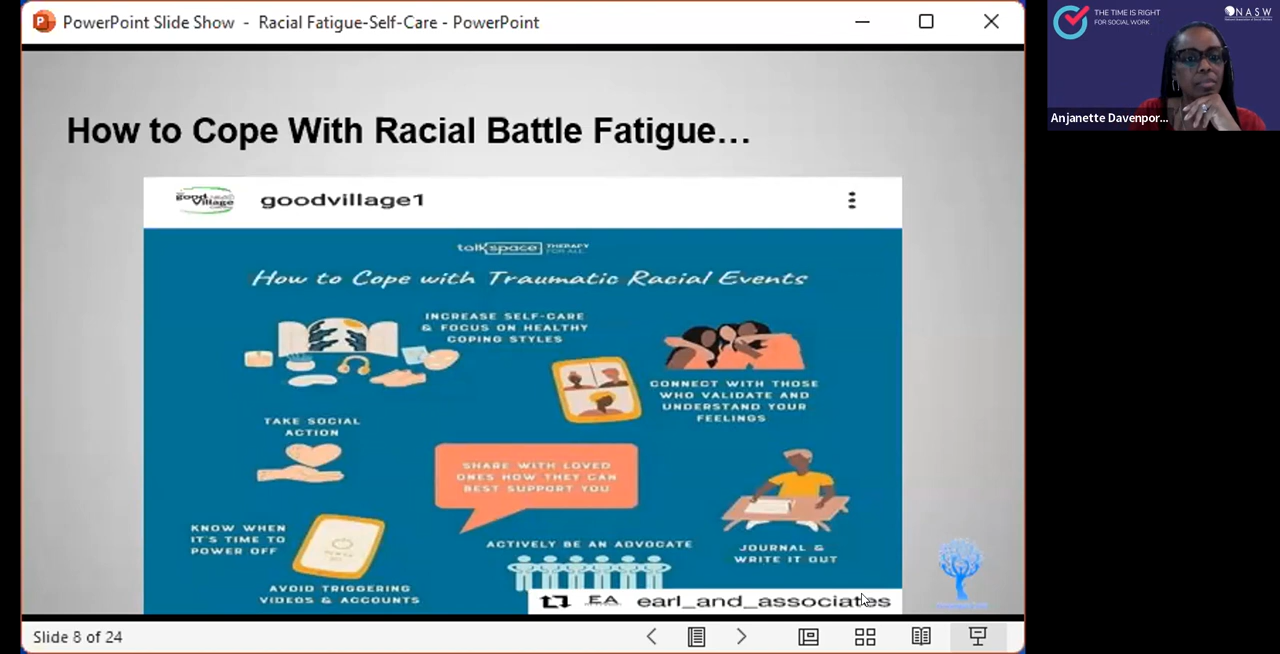 PowerPoint Slide Show - Racial Fatigue-Self-Care - PowerPoint
THE TIME IS RIGHT
FOR SOCIAL WORK
NASW
Anjanette Davenpor...
How to Cope With Racial Battle Fatigue...
good
Village
goodvillage1
talkspace THERAPY
FOR ALL
How to Cope with Traumatic Racial Events
INCREASE SELF-CARE
& FOCUS ON HEALTHY
COPING STYLES
CONNECT WITH THOSE
WHO VALIDATE AND
UNDERSTAND YOUR
FEELINGS
TAKE SOCIAL
ACTION
SHARE WITH LOVED
ONES HOW THEY CAN
BEST SUPPORT YOU
KNOW WHEN
IT'S TIME TO
POWER OFF
ACTIVELY BE AN ADVOCATE
JOURNAL &
WRITE IT OUT
AVOID TRIGGERING
VIDEOS & ACCOUNTS
EA earl_and_associates
Slide 8 of 24